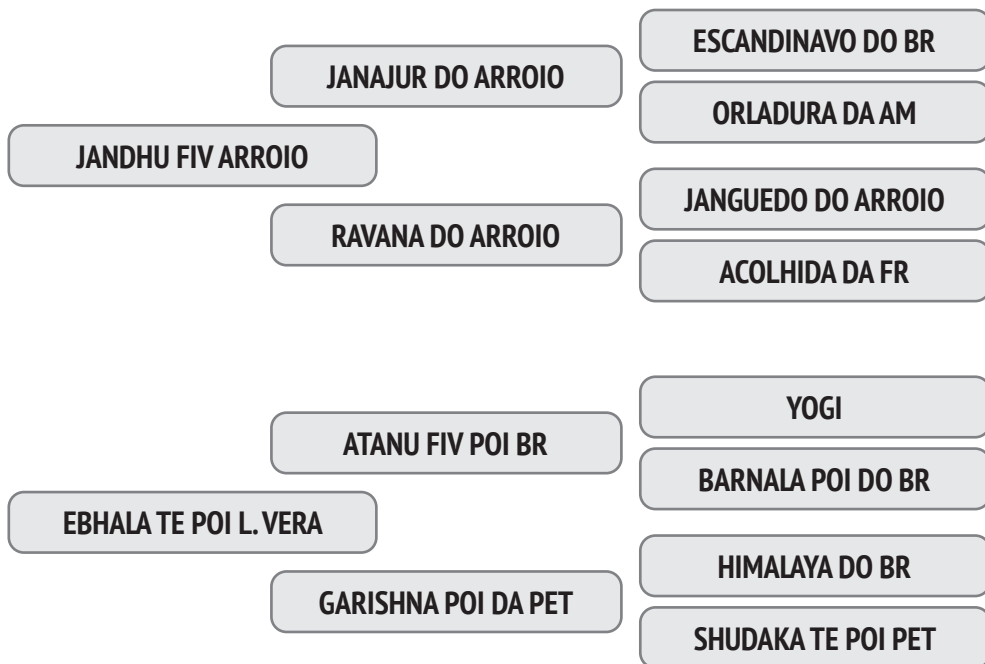 ESCANDINAVO DO BR
JANAJUR DO ARROIO
ORLADURA DA AM
JANDHU FIV ARROIO
JANGUEDO DO ARROIO
RAVANA DO ARROIO
ACOLHIDA DA FR
YOGI
ATANU FIV POI BR
BARNALA POI DO BR
EBHALA TE POI L. VERA
HIMALAYA DO BR
GARISHNA POI DA PET
SHUDAKA TE POI PET